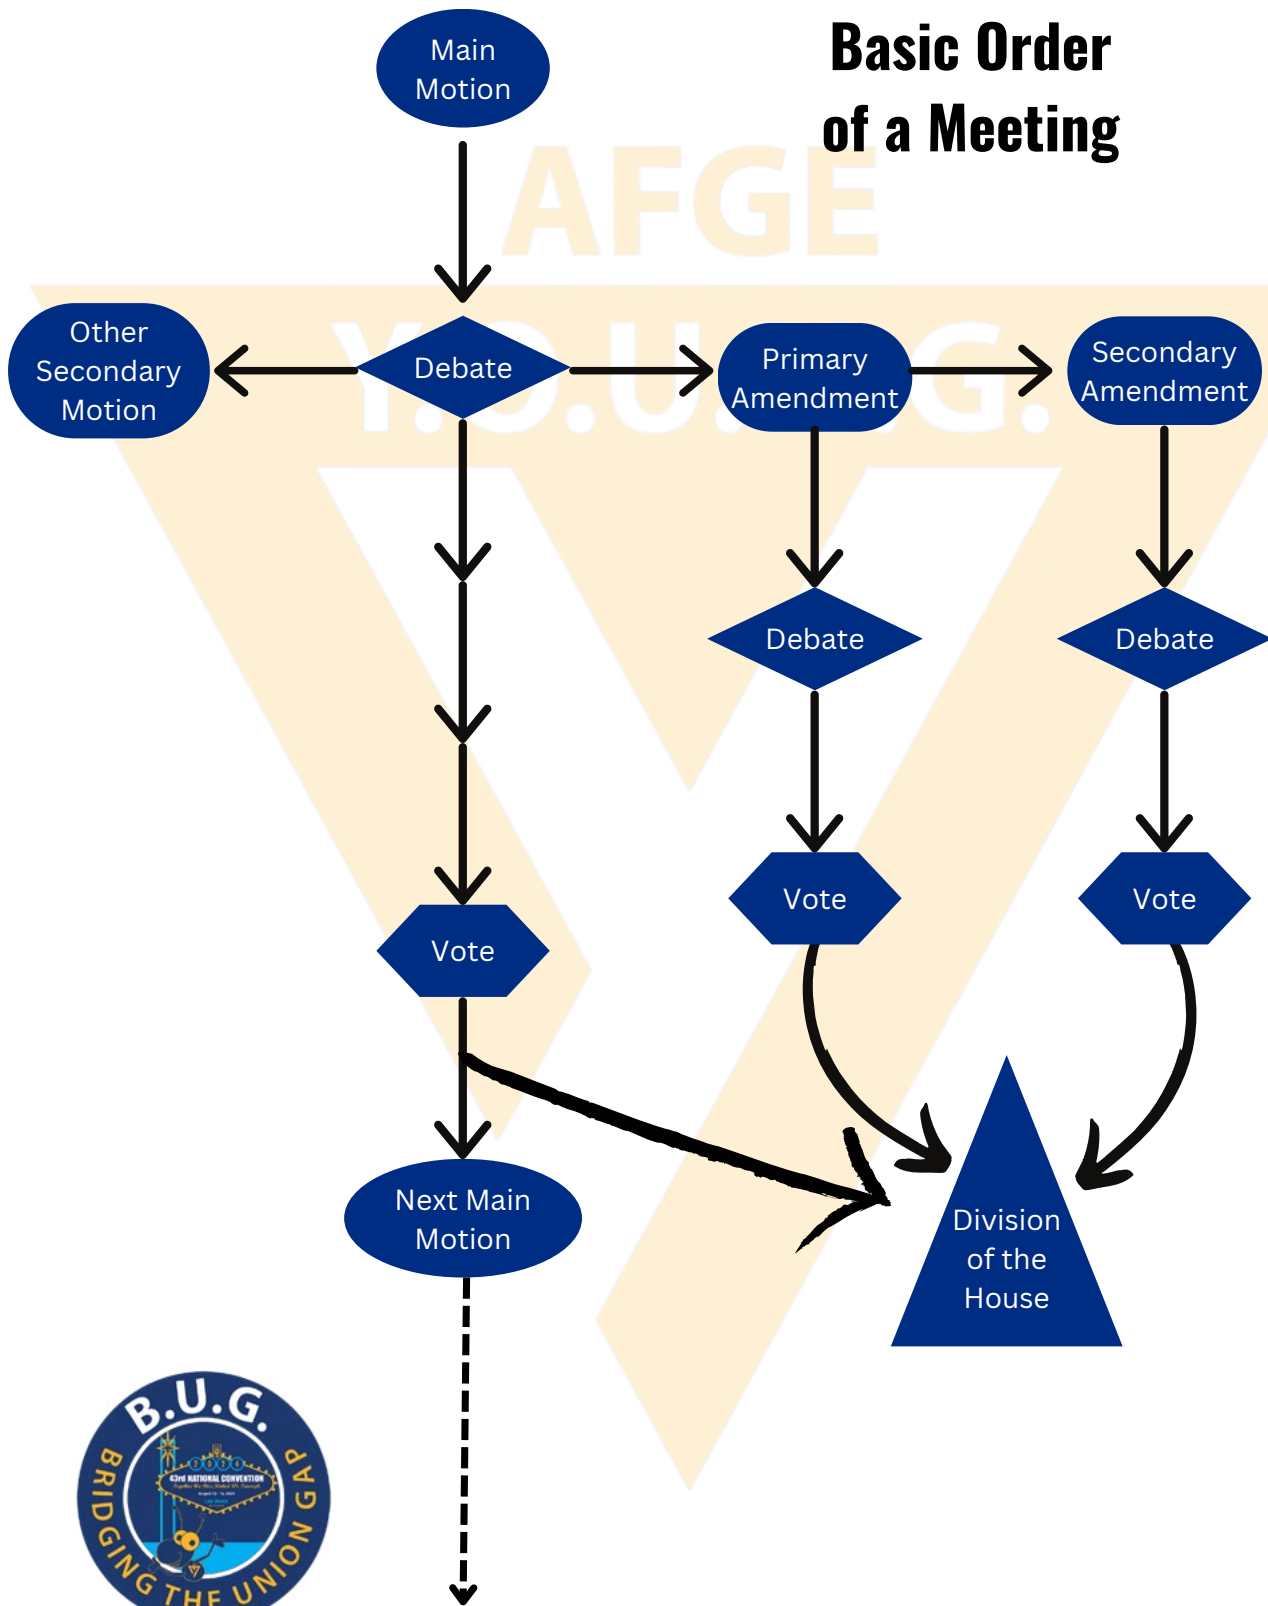 Basic Order
of a Meeting
Main
Motion
AFGE
Y.O.U.N.G.
Other
Secondary
Motion
Debate
Primary
Amendment
Secondary
Amendment
Debate
Debate
Vote
Vote
Vote
Next Main
Motion
Division
of the
House
B.U.G.
BRIDGING THE UNION GAP
2024
43rd NATIONAL CONVENTION